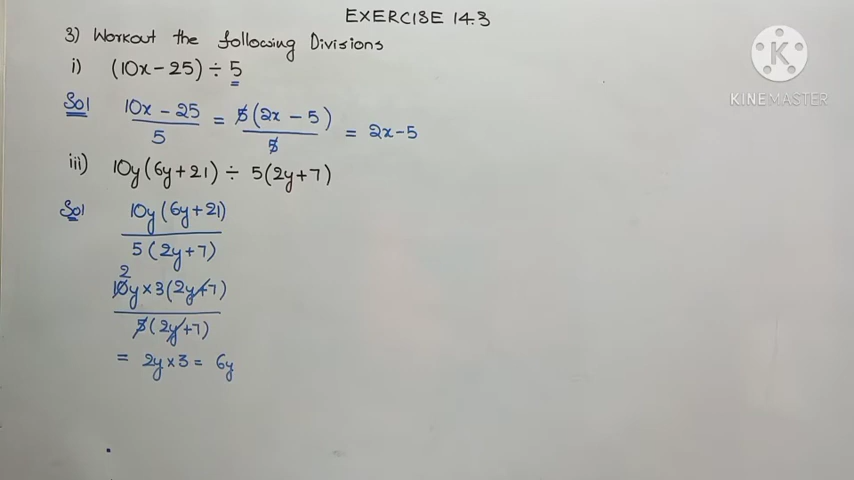 EXERCISE 14.3
3) Workout the following Divisions
i) (10x - 25) ÷ 5
Sol 10x - 25 / 5 = 5(2x - 5) / 5 = 2x - 5
iii) 10y(6y+21) ÷ 5(2y+7)
Sol 10y(6y+21)
5(2y+7)
2
10y × 3(2y+7)
5(2y+7)
= 2y × 3 = 6y
K
KINEMASTER